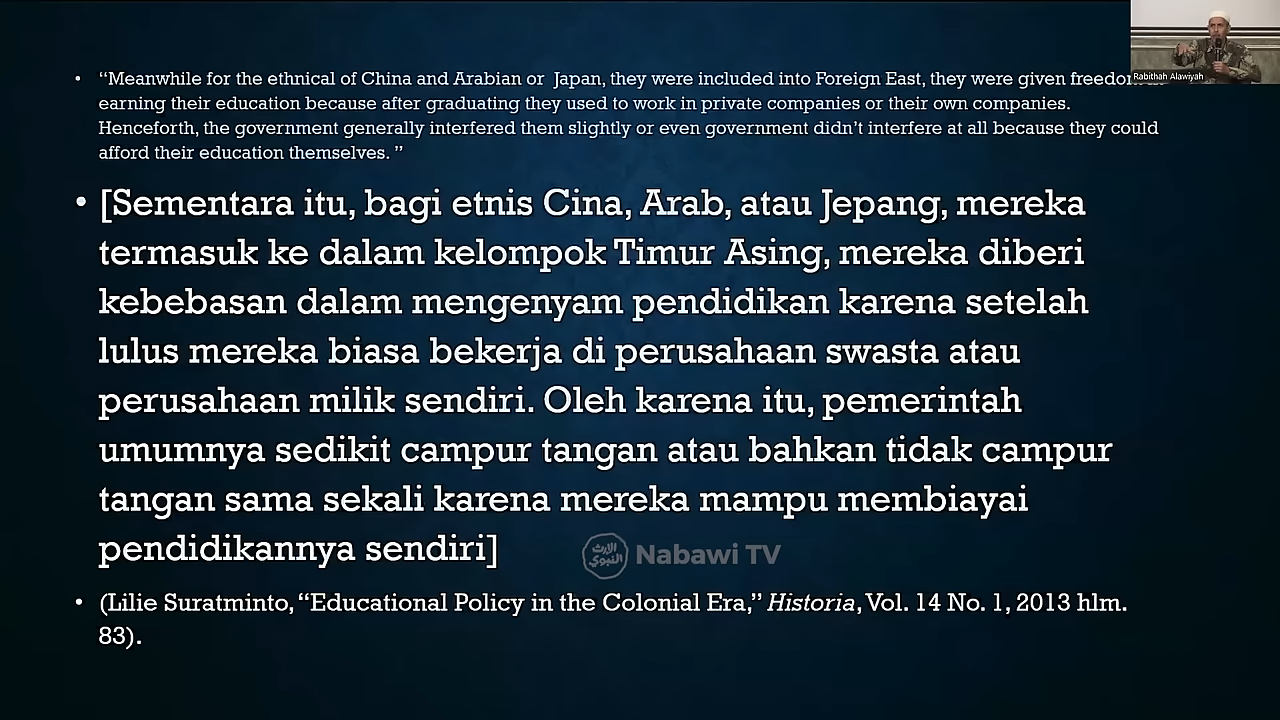 • “Meanwhile for the ethnical of China and Arabian or Japan, they were included into Foreign East, they were given freedom
earning their education because after graduating they used to work in private companies or their own companies.
Henceforth, the government generally interfered them slightly or even government didn’t interfere at all because they could
afford their education themselves. ”
• [Sementara itu, bagi etnis Cina, Arab, atau Jepang, mereka
termasuk ke dalam kelompok Timur Asing, mereka diberi
kebebasan dalam mengenyam pendidikan karena setelah
lulus mereka biasa bekerja di perusahaan swasta atau
perusahaan milik sendiri. Oleh karena itu, pemerintah
umumnya sedikit campur tangan atau bahkan tidak campur
tangan sama sekali karena mereka mampu membiayai
pendidikannya sendiri]
الإرث
النبوي
Nabawi TV
• (Lilie Suratminto, “Educational Policy in the Colonial Era,” Historia, Vol. 14 No. 1, 2013 hlm.
83).
Rabithah Alawiyah